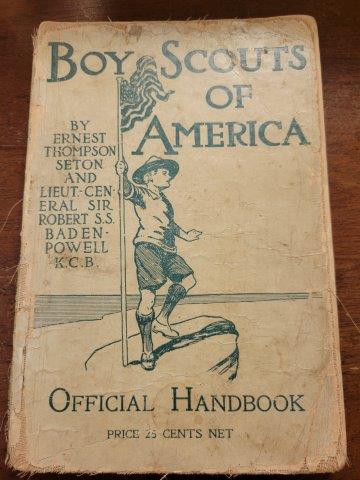 BOY SCOUTS
OF
AMERICA
BY
ERNEST
THOMPSON
SETON
AND
LIEUT-GEN-
ERAL SIR
ROBERT S.S.
BADEN-
POWELL
K.C.B.
OFFICIAL HANDBOOK
PRICE 25 CENTS NET